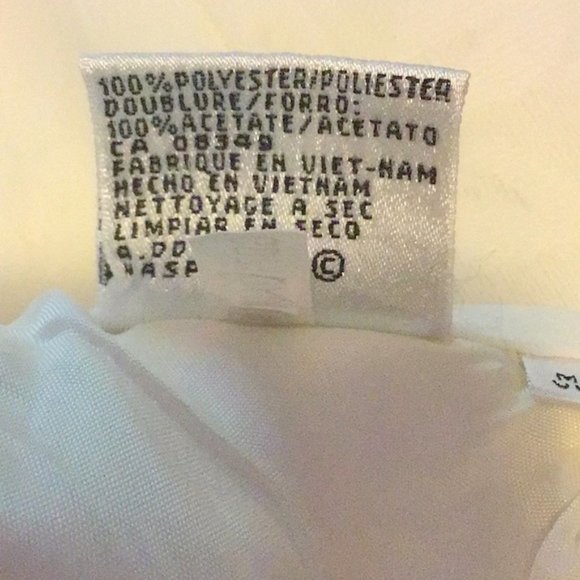 100%POLYESTER/POLIESTER
DOUBLURE/FORRO:
100%ACETATE/ACETATO
CA 08349
FABRIQUE EN VIET-NAM
HECHO EN VIETNAM
NETTOYAGE A SEC
LIMPIAR EN SECO
©